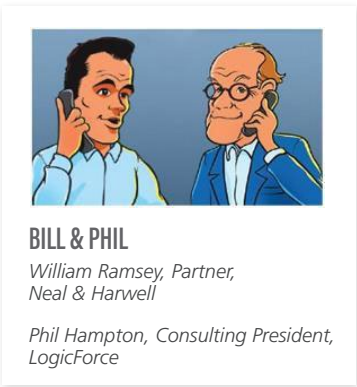 BILL & PHIL
William Ramsey, Partner,
Neal & Harwell
Phil Hampton, Consulting President,
LogicForce